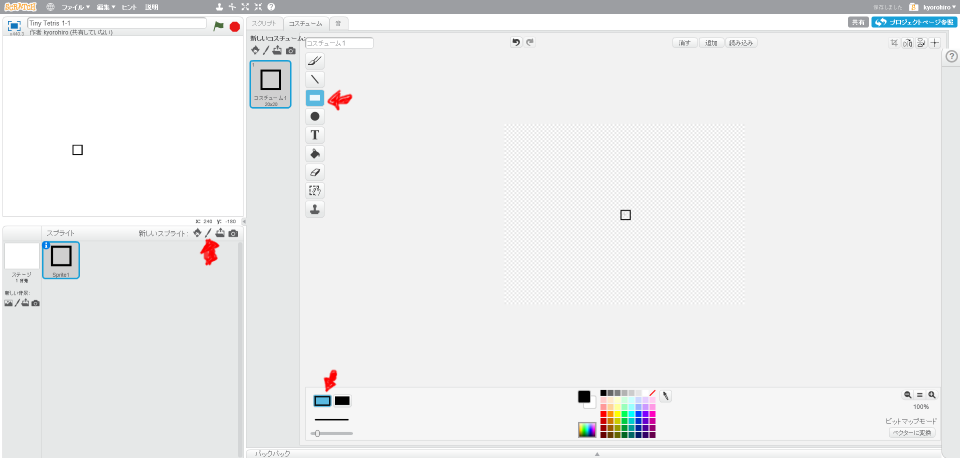 SCRATCH ファイル▼ 編集▼ ヒント 説明 保存しました kyorohiro▼
Tiny Tetris 1-1
作者 kyorohiro (共有していない)
共有 プロジェクトページ参照
スクリプト コスチューム 音
新しいコスチューム:
コスチューム1
消す 追加 読み込み
1
コスチューム1
T
X: 240 y: -180
スプライト 新しいスプライト:
ステージ
Sprite1
新しい背景:
100%
ビットマップモード
ベクターに変換
バックパック